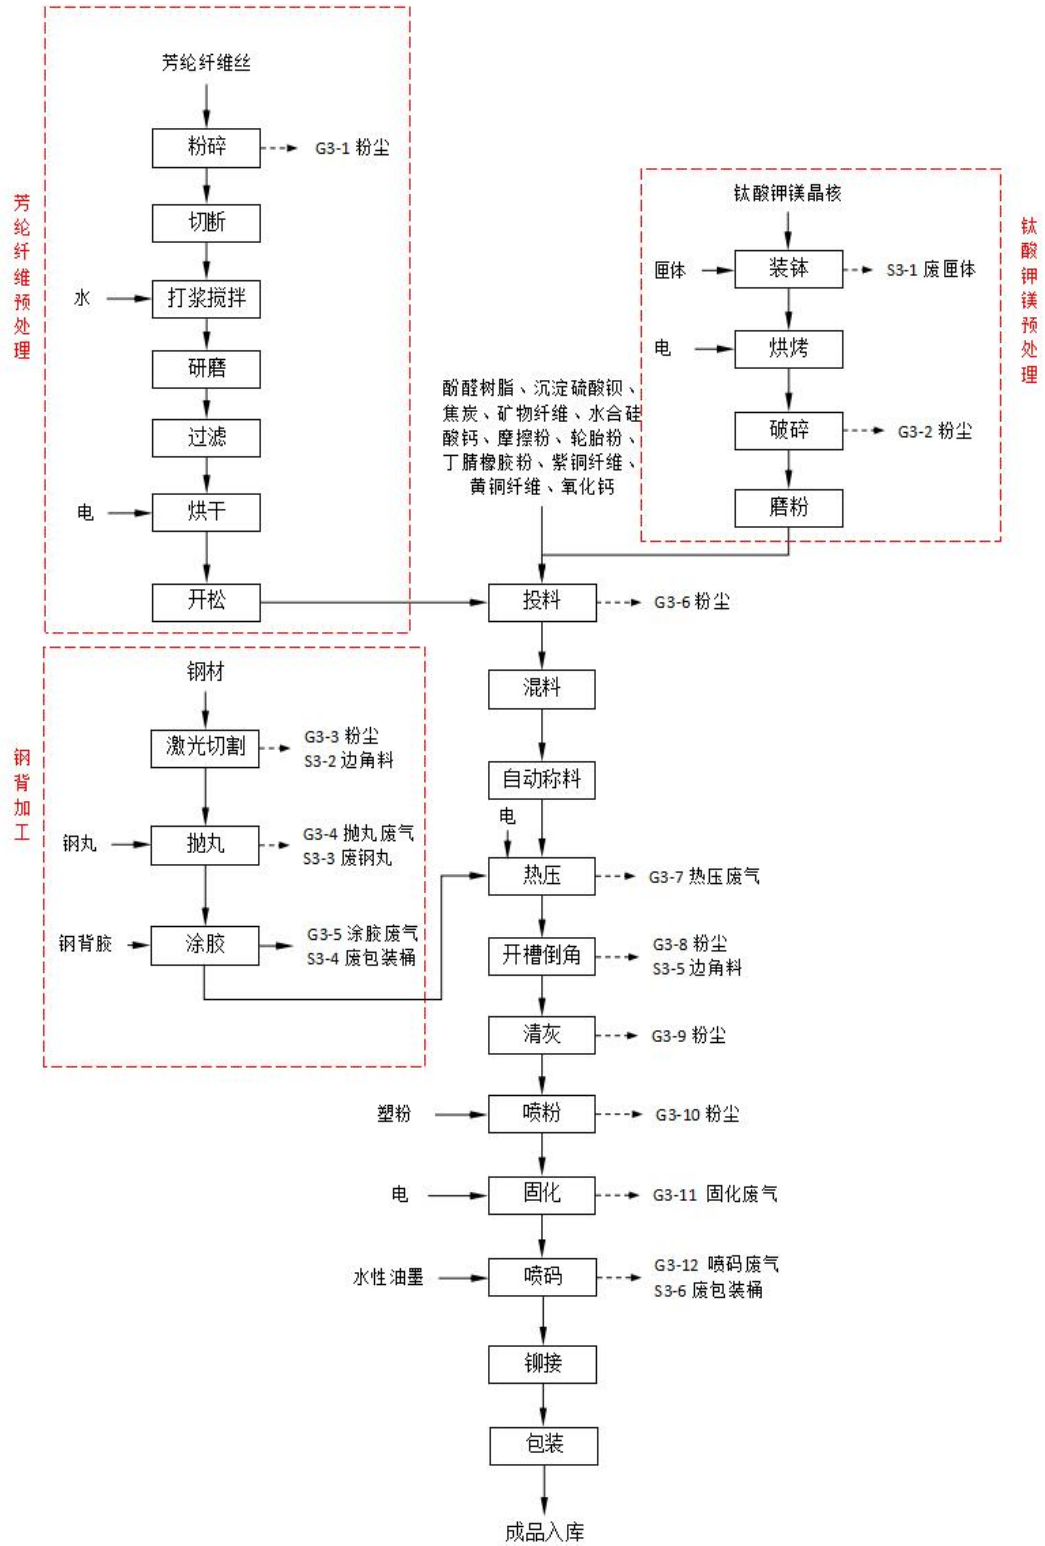 芳纶纤维预处理
芳纶纤维丝
粉碎
G3-1 粉尘
切断
水
打浆搅拌
研磨
过滤
电
烘干
开松
钛酸钾镁预处理
钛酸钾镁晶核
匣体
装钵
S3-1 废匣体
电
烘烤
破碎
G3-2 粉尘
磨粉
酚醛树脂、沉淀硫酸钡、
焦炭、矿物纤维、水合硅
酸钙、摩擦粉、轮胎粉、
丁腈橡胶粉、紫铜纤维、
黄铜纤维、氧化钙
投料
G3-6 粉尘
混料
自动称料
钢背加工
钢材
激光切割
G3-3 粉尘
S3-2 边角料
钢丸
抛丸
G3-4 抛丸废气
S3-3 废钢丸
钢背胶
涂胶
G3-5 涂胶废气
S3-4 废包装桶
电
热压
G3-7 热压废气
开槽倒角
G3-8 粉尘
S3-5 边角料
清灰
G3-9 粉尘
塑粉
喷粉
G3-10 粉尘
电
固化
G3-11 固化废气
水性油墨
喷码
G3-12 喷码废气
S3-6 废包装桶
铆接
包装
成品入库